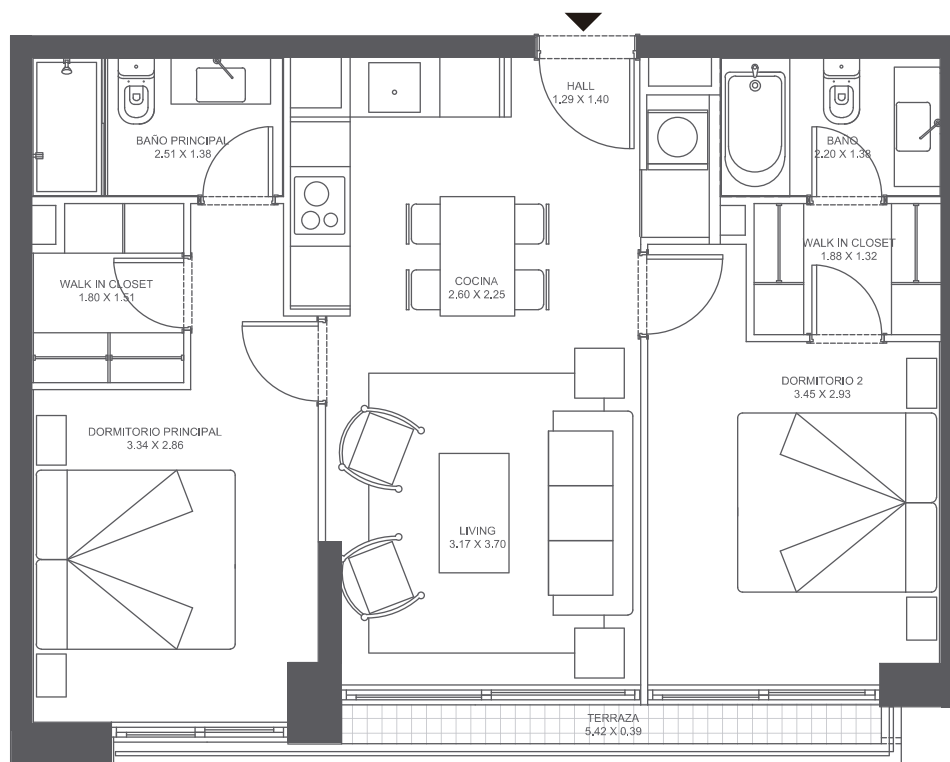 HALL
1.29 X 1.40
BAÑO PRINCIPAL
2.51 X 1.38
BAÑO
2.20 X 1.38
WALK IN CLOSET
1.88 X 1.32
WALK IN CLOSET
1.80 X 1.51
COCINA
2.60 X 2.25
DORMITORIO 2
3.45 X 2.93
DORMITORIO PRINCIPAL
3.34 X 2.86
LIVING
3.17 X 3.70
TERRAZA
5.42 X 0.39